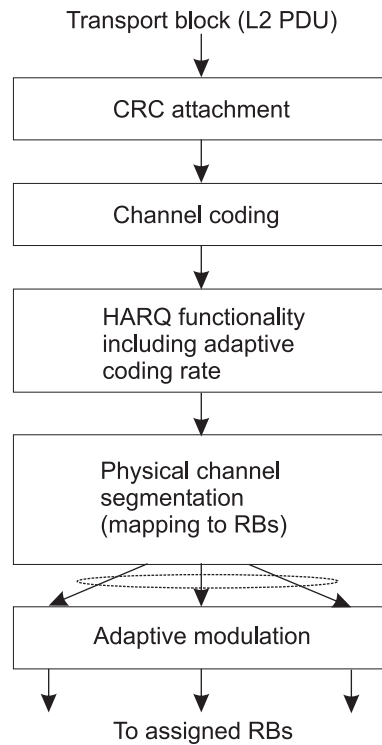 Transport block (L2 PDU)
CRC attachment
Channel coding
HARQ functionality
including adaptive
coding rate
Physical channel
segmentation
(mapping to RBs)
Adaptive modulation
To assigned RBs